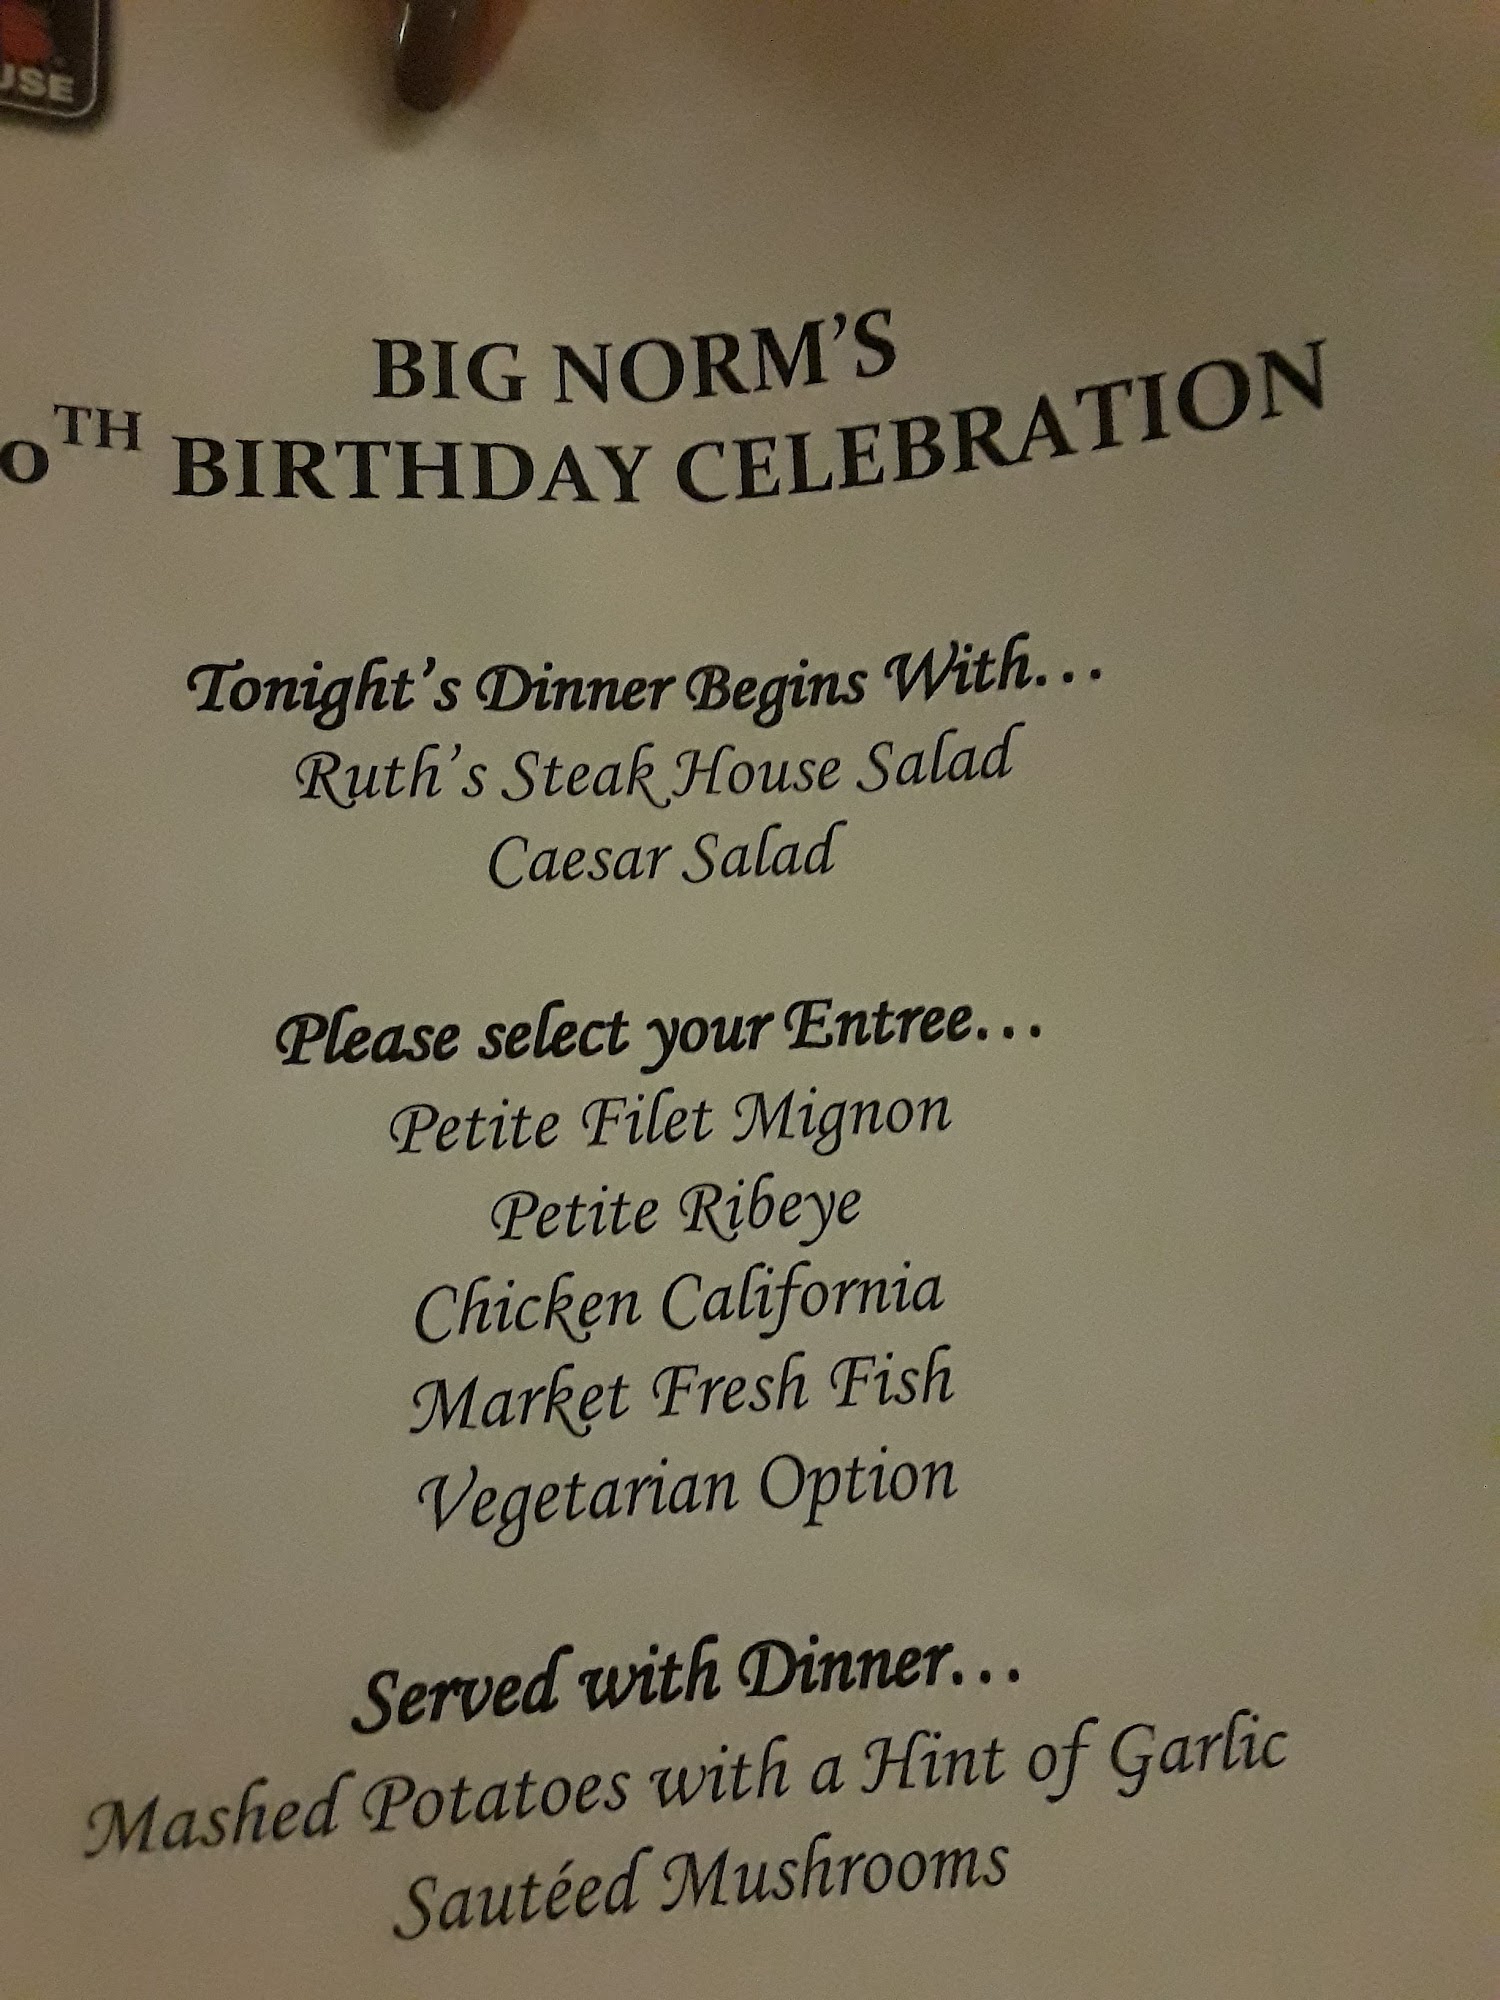 USE
BIG NORM'S
0TH BIRTHDAY CELEBRATION
Tonight's Dinner Begins With...
Ruth's Steak House Salad
Caesar Salad
Please select your Entree...
Petite Filet Mignon
Petite Ribeye
Chicken California
Market Fresh Fish
Vegetarian Option
Served with Dinner...
Mashed Potatoes with a Hint of Garlic
Sautéed Mushrooms